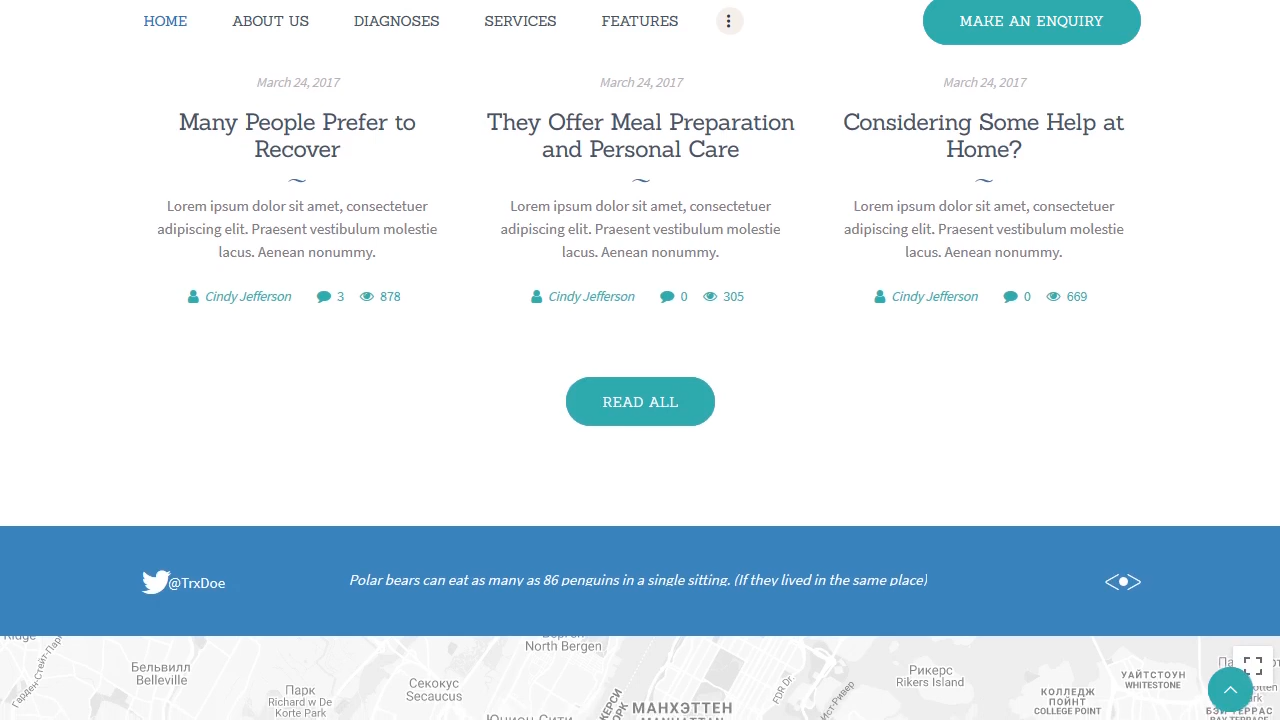 HOME ABOUT US DIAGNOSES SERVICES FEATURES MAKE AN ENQUIRY
March 24, 2017
Many People Prefer to
Recover
Lorem ipsum dolor sit amet, consectetuer
adipiscing elit. Praesent vestibulum molestie
lacus. Aenean nonummy.
Cindy Jefferson 3 878
March 24, 2017
They Offer Meal Preparation
and Personal Care
Lorem ipsum dolor sit amet, consectetuer
adipiscing elit. Praesent vestibulum molestie
lacus. Aenean nonummy.
Cindy Jefferson 0 305
March 24, 2017
Considering Some Help at
Home?
Lorem ipsum dolor sit amet, consectetuer
adipiscing elit. Praesent vestibulum molestie
lacus. Aenean nonummy.
Cindy Jefferson 0 669
READ ALL
@TrxDoe
Polar bears can eat as many as 86 penguins in a single sitting. (If they lived in the same place)
North Bergen
Бельвилл
Belleville
Парк
Richard w De
Korte Park
Секокус
Secaucus
МАНХЭТТЕН
MANHATTAN
FDR Dr
Ист-Ривер
Рикерс
Rikers Island
КОЛЛЕДЖ
ПОЙНТ
COLLEGE POINT
УАЙТСТОУН
WHITESTONE